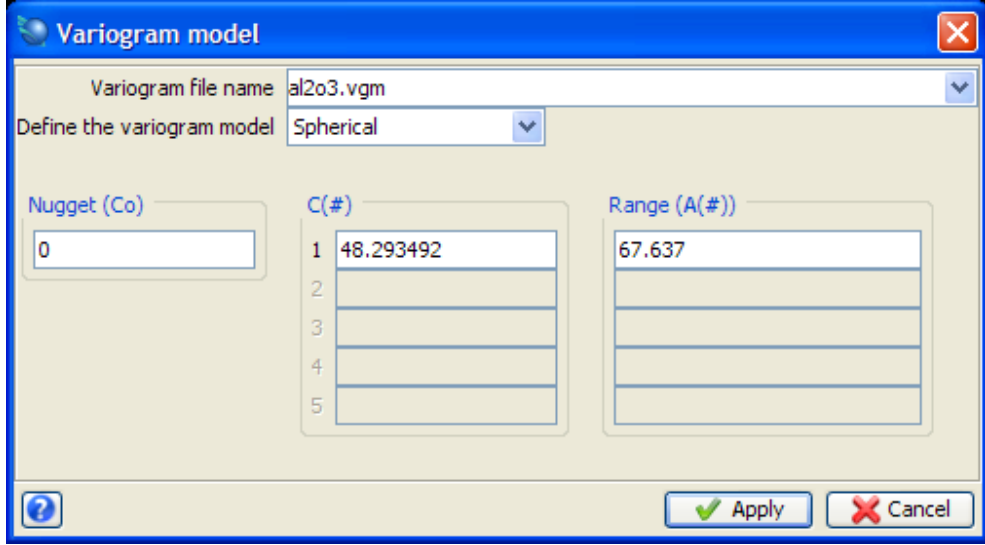 Variogram model
Variogram file name al2o3.vgm
Define the variogram model Spherical
Nugget (Co) C(#) Range (A(#))
0 1 48.293492 67.637
2
3
4
5
? Apply Cancel